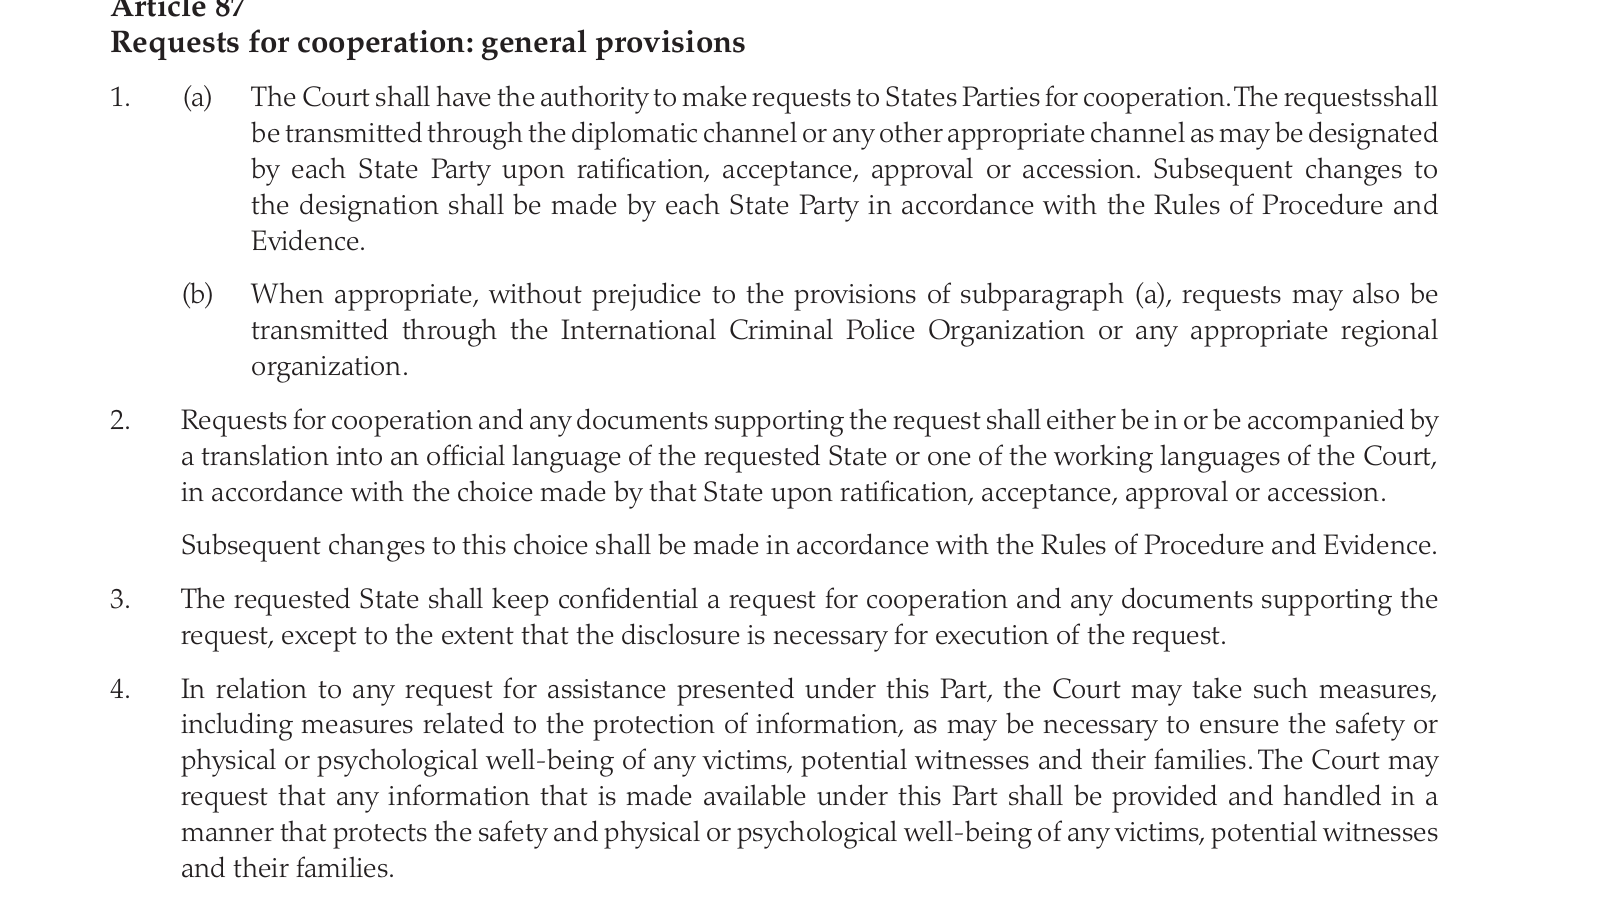 Article 87
Requests for cooperation: general provisions
1. (a) The Court shall have the authority to make requests to States Parties for cooperation. The requestsshall
be transmitted through the diplomatic channel or any other appropriate channel as may be designated
by each State Party upon ratification, acceptance, approval or accession. Subsequent changes to
the designation shall be made by each State Party in accordance with the Rules of Procedure and
Evidence.
(b) When appropriate, without prejudice to the provisions of subparagraph (a), requests may also be
transmitted through the International Criminal Police Organization or any appropriate regional
organization.
2. Requests for cooperation and any documents supporting the request shall either be in or be accompanied by
a translation into an official language of the requested State or one of the working languages of the Court,
in accordance with the choice made by that State upon ratification, acceptance, approval or accession.
Subsequent changes to this choice shall be made in accordance with the Rules of Procedure and Evidence.
3. The requested State shall keep confidential a request for cooperation and any documents supporting the
request, except to the extent that the disclosure is necessary for execution of the request.
4. In relation to any request for assistance presented under this Part, the Court may take such measures,
including measures related to the protection of information, as may be necessary to ensure the safety or
physical or psychological well-being of any victims, potential witnesses and their families. The Court may
request that any information that is made available under this Part shall be provided and handled in a
manner that protects the safety and physical or psychological well-being of any victims, potential witnesses
and their families.